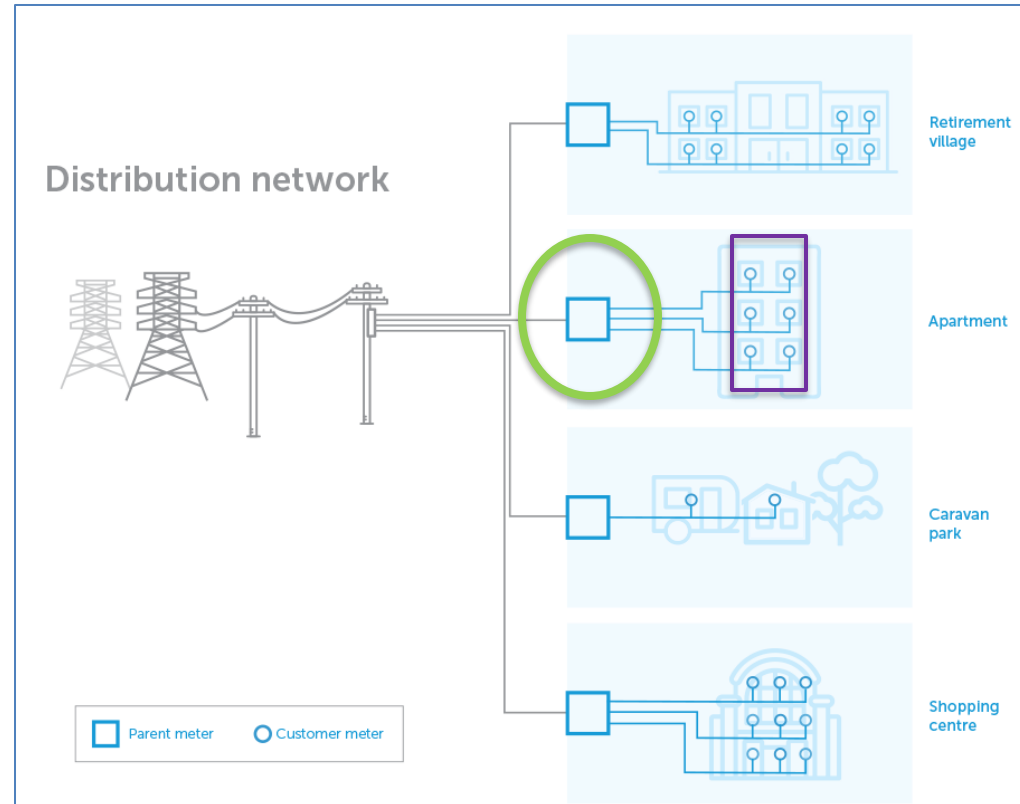 Distribution network
Retirement
village
Apartment
Caravan
park
Shopping
centre
Parent meter
Customer meter